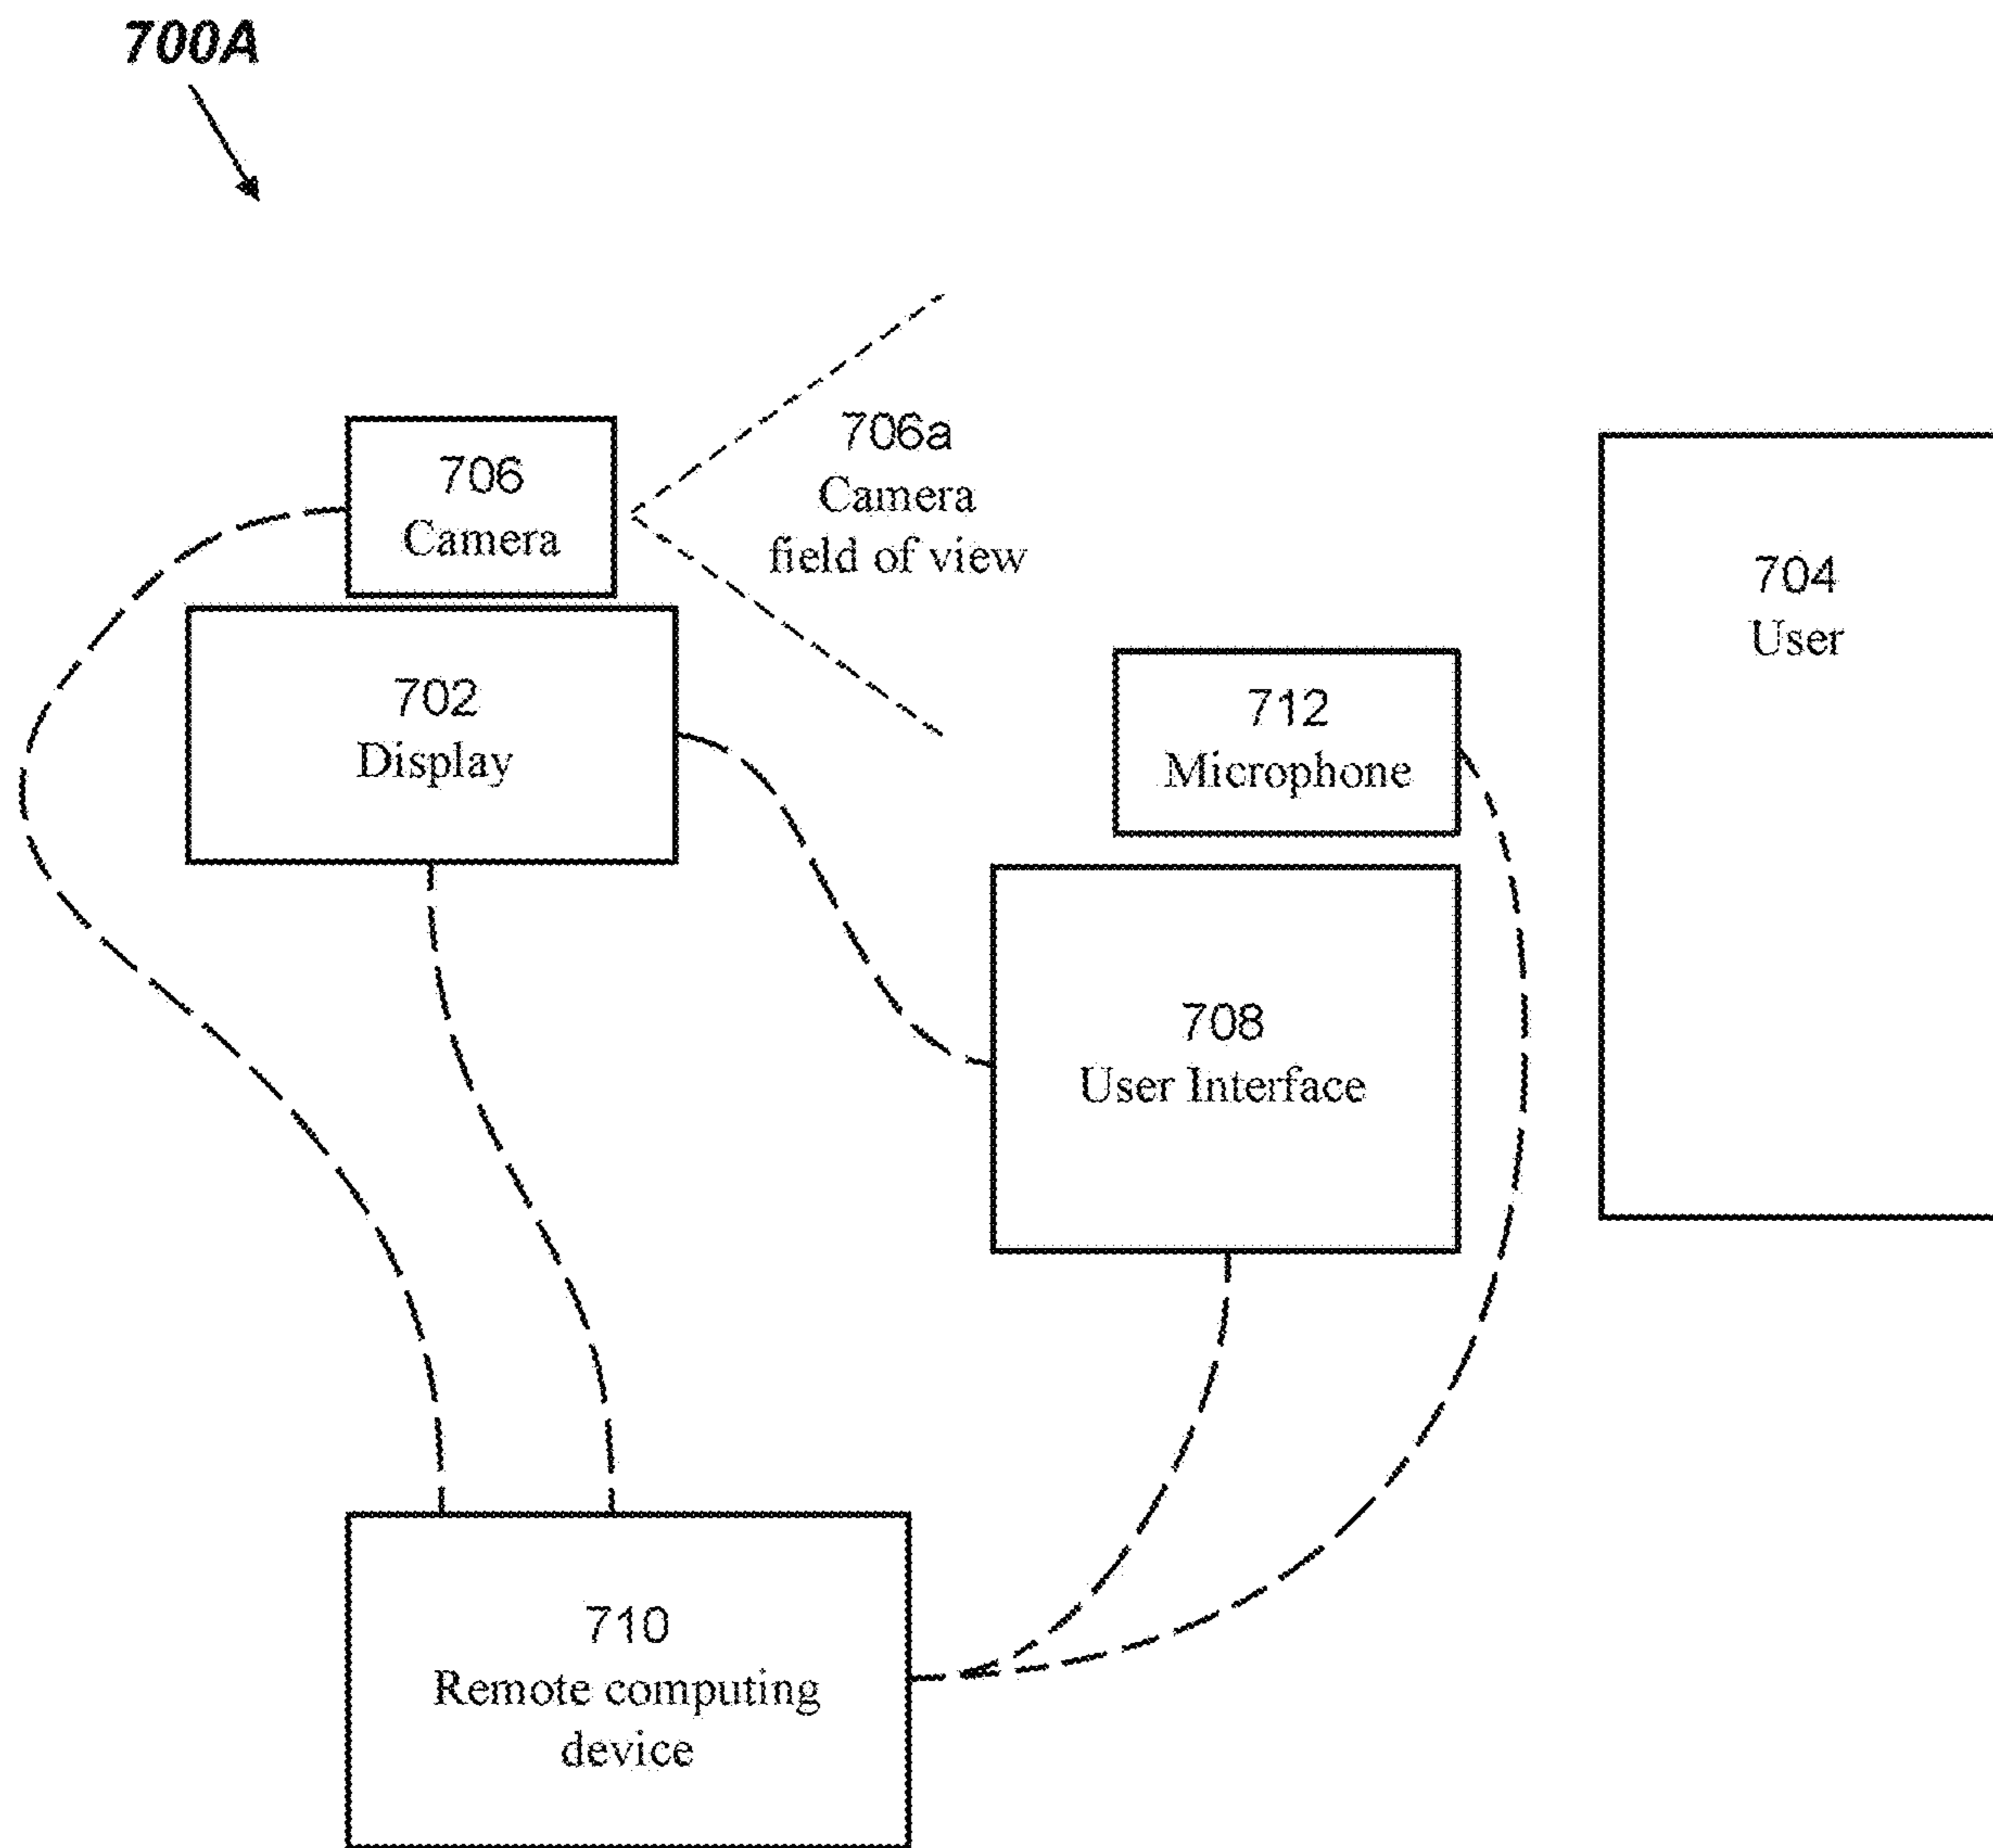 700A
706
Camera
706a
Camera
field of view
704
User
702
Display
712
Microphone
708
User Interface
710
Remote computing
device